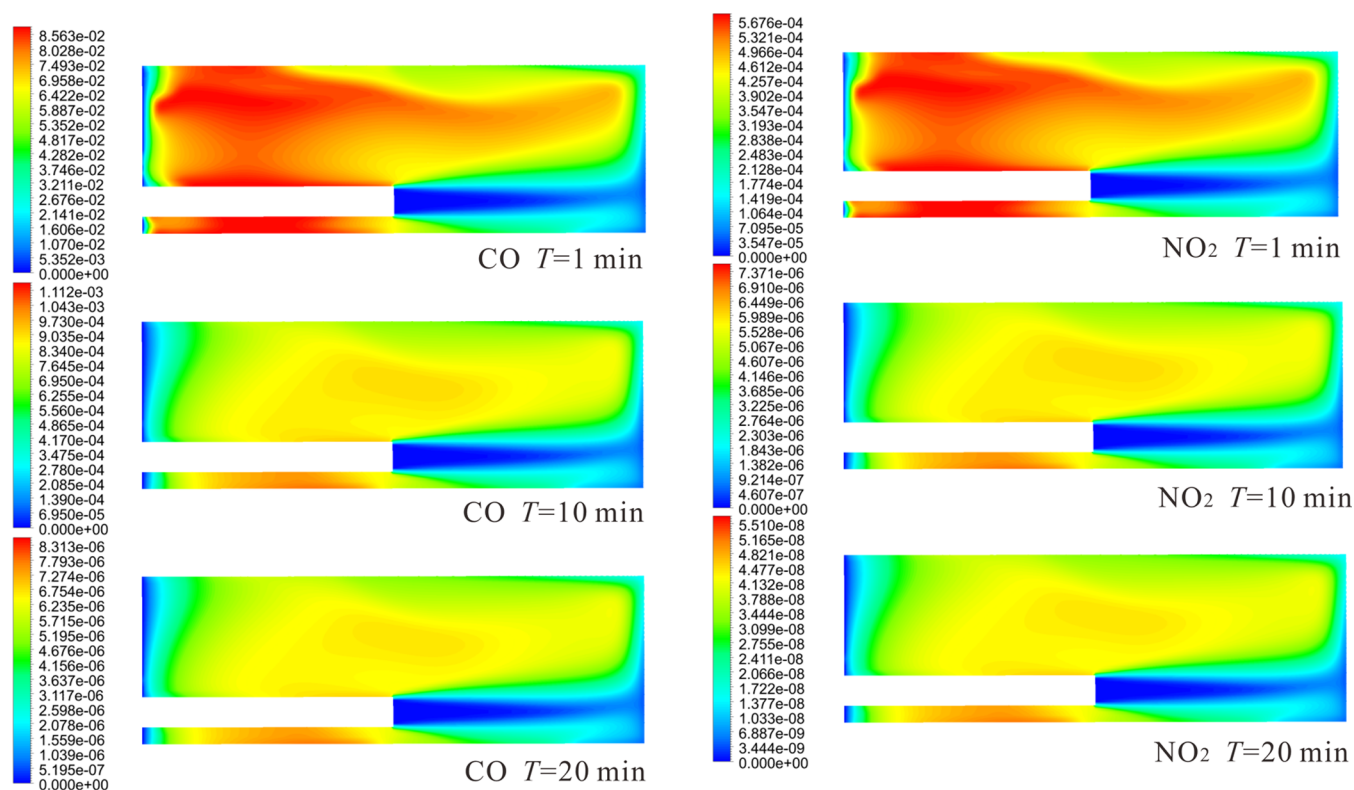 8.563e-02
8.028e-02
7.493e-02
6.958e-02
6.422e-02
5.887e-02
5.352e-02
4.817e-02
4.282e-02
3.746e-02
3.211e-02
2.676e-02
2.141e-02
1.606e-02
1.070e-02
5.352e-03
0.000e+00
CO T=1 min
5.676e-04
5.321e-04
4.966e-04
4.612e-04
4.257e-04
3.902e-04
3.547e-04
3.193e-04
2.838e-04
2.483e-04
2.128e-04
1.774e-04
1.419e-04
1.064e-04
7.095e-05
3.547e-05
0.000e+00
NO2 T=1 min
1.112e-03
1.043e-03
9.730e-04
9.035e-04
8.340e-04
7.645e-04
6.950e-04
6.255e-04
5.560e-04
4.865e-04
4.170e-04
3.475e-04
2.780e-04
2.085e-04
1.390e-04
6.950e-05
0.000e+00
CO T=10 min
7.371e-06
6.910e-06
6.449e-06
5.989e-06
5.528e-06
5.067e-06
4.607e-06
4.146e-06
3.685e-06
3.225e-06
2.764e-06
2.303e-06
1.843e-06
1.382e-06
9.214e-07
4.607e-07
0.000e+00
NO2 T=10 min
8.313e-06
7.793e-06
7.274e-06
6.754e-06
6.235e-06
5.715e-06
5.195e-06
4.676e-06
4.156e-06
3.637e-06
3.117e-06
2.598e-06
2.078e-06
1.559e-06
1.039e-06
5.195e-07
0.000e+00
CO T=20 min
5.510e-08
5.165e-08
4.821e-08
4.477e-08
4.132e-08
3.788e-08
3.444e-08
3.099e-08
2.755e-08
2.411e-08
2.066e-08
1.722e-08
1.377e-08
1.033e-08
6.887e-09
3.444e-09
0.000e+00
NO2 T=20 min